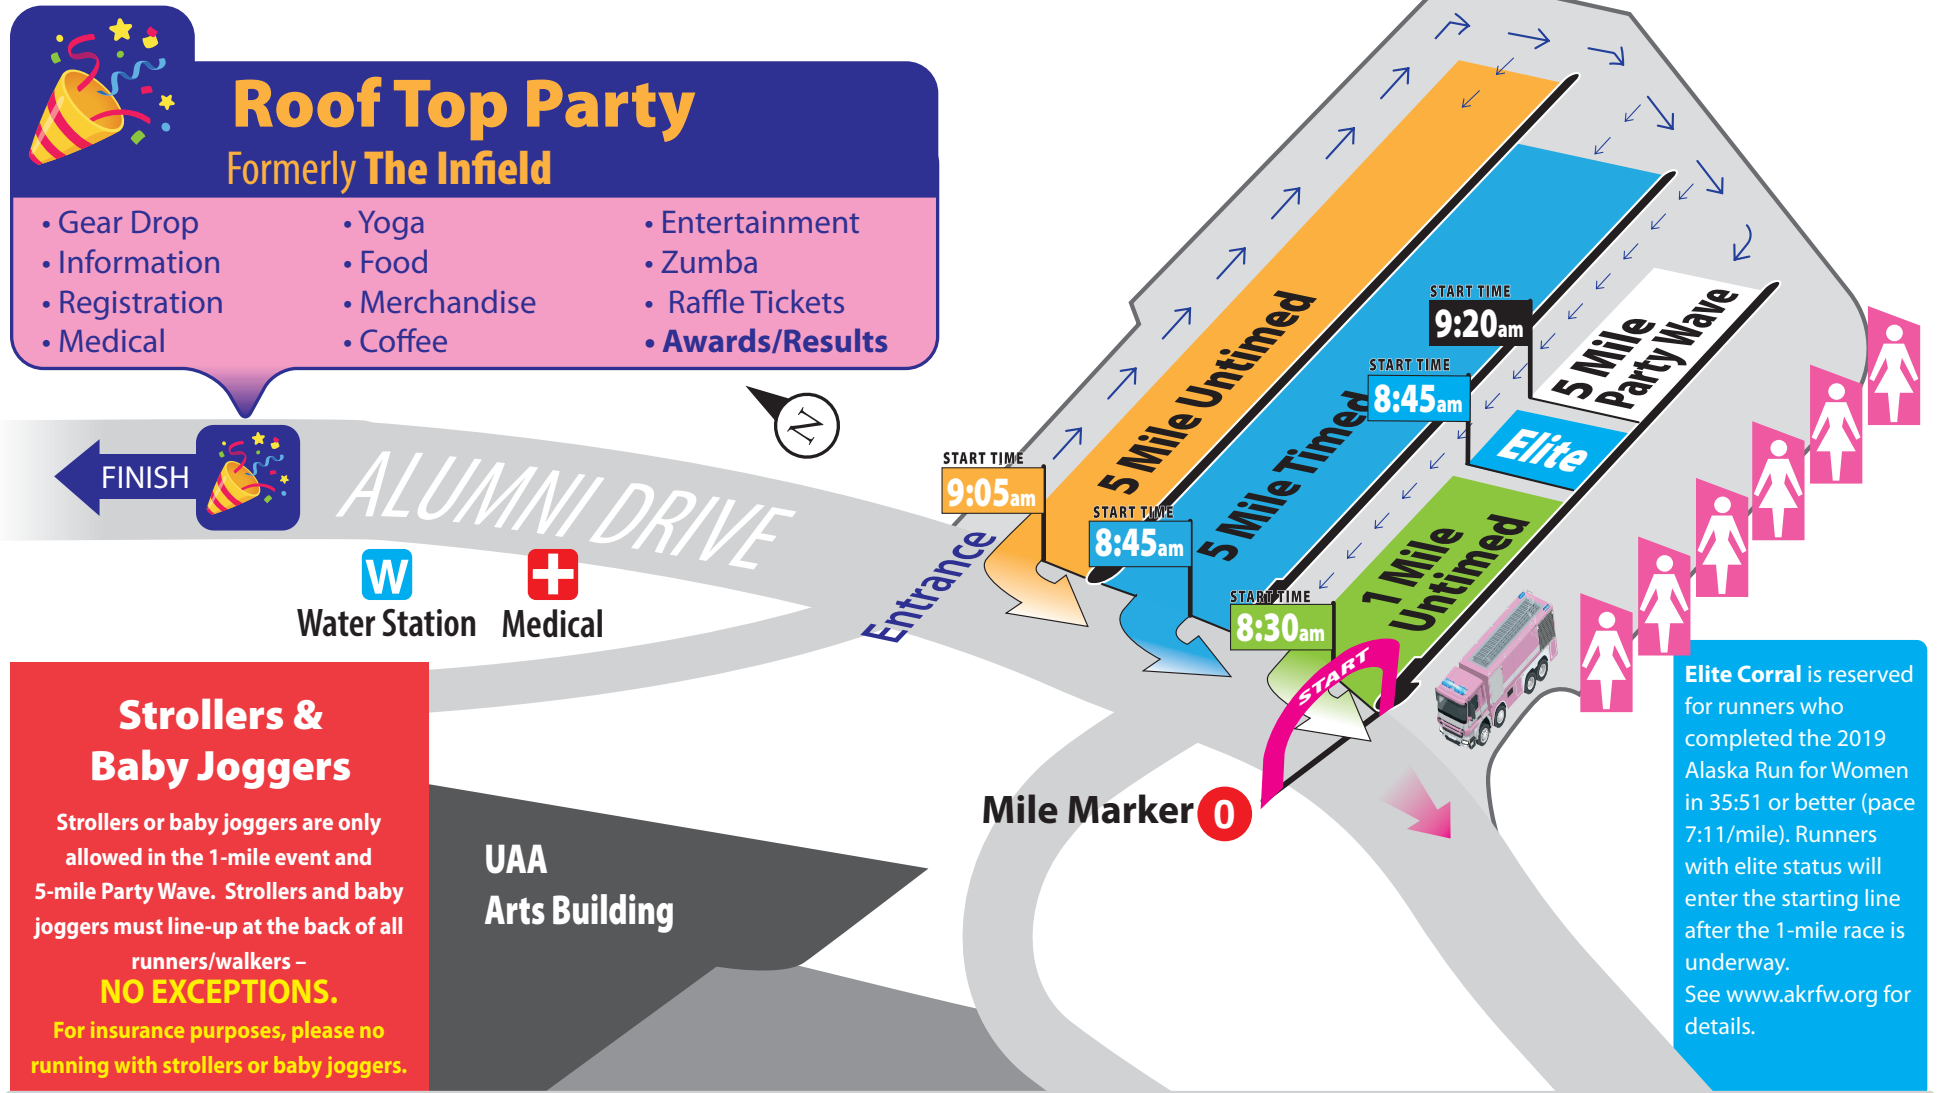 Roof Top Party
Formerly The Infield
• Gear Drop
• Information
• Registration
• Medical
• Yoga
• Food
• Merchandise
• Coffee
• Entertainment
• Zumba
• Raffle Tickets
• Awards/Results
FINISH
ALUMNI DRIVE
N
W
Water Station
Medical
Entrance
START TIME
9:05am
5 Mile Untimed
START TIME
8:45am
5 Mile Timed
START TIME
9:20am
5 Mile
Party Wave
START TIME
8:45am
Elite
START TIME
8:30am
1 Mile
Untimed
START
Mile Marker 0
UAA
Arts Building
Strollers &
Baby Joggers
Strollers or baby joggers are only
allowed in the 1-mile event and
5-mile Party Wave. Strollers and baby
joggers must line-up at the back of all
runners/walkers –
NO EXCEPTIONS.
For insurance purposes, please no
running with strollers or baby joggers.
Elite Corral is reserved
for runners who
completed the 2019
Alaska Run for Women
in 35:51 or better (pace
7:11/mile). Runners
with elite status will
enter the starting line
after the 1-mile race is
underway.
See www.akrfw.org for
details.